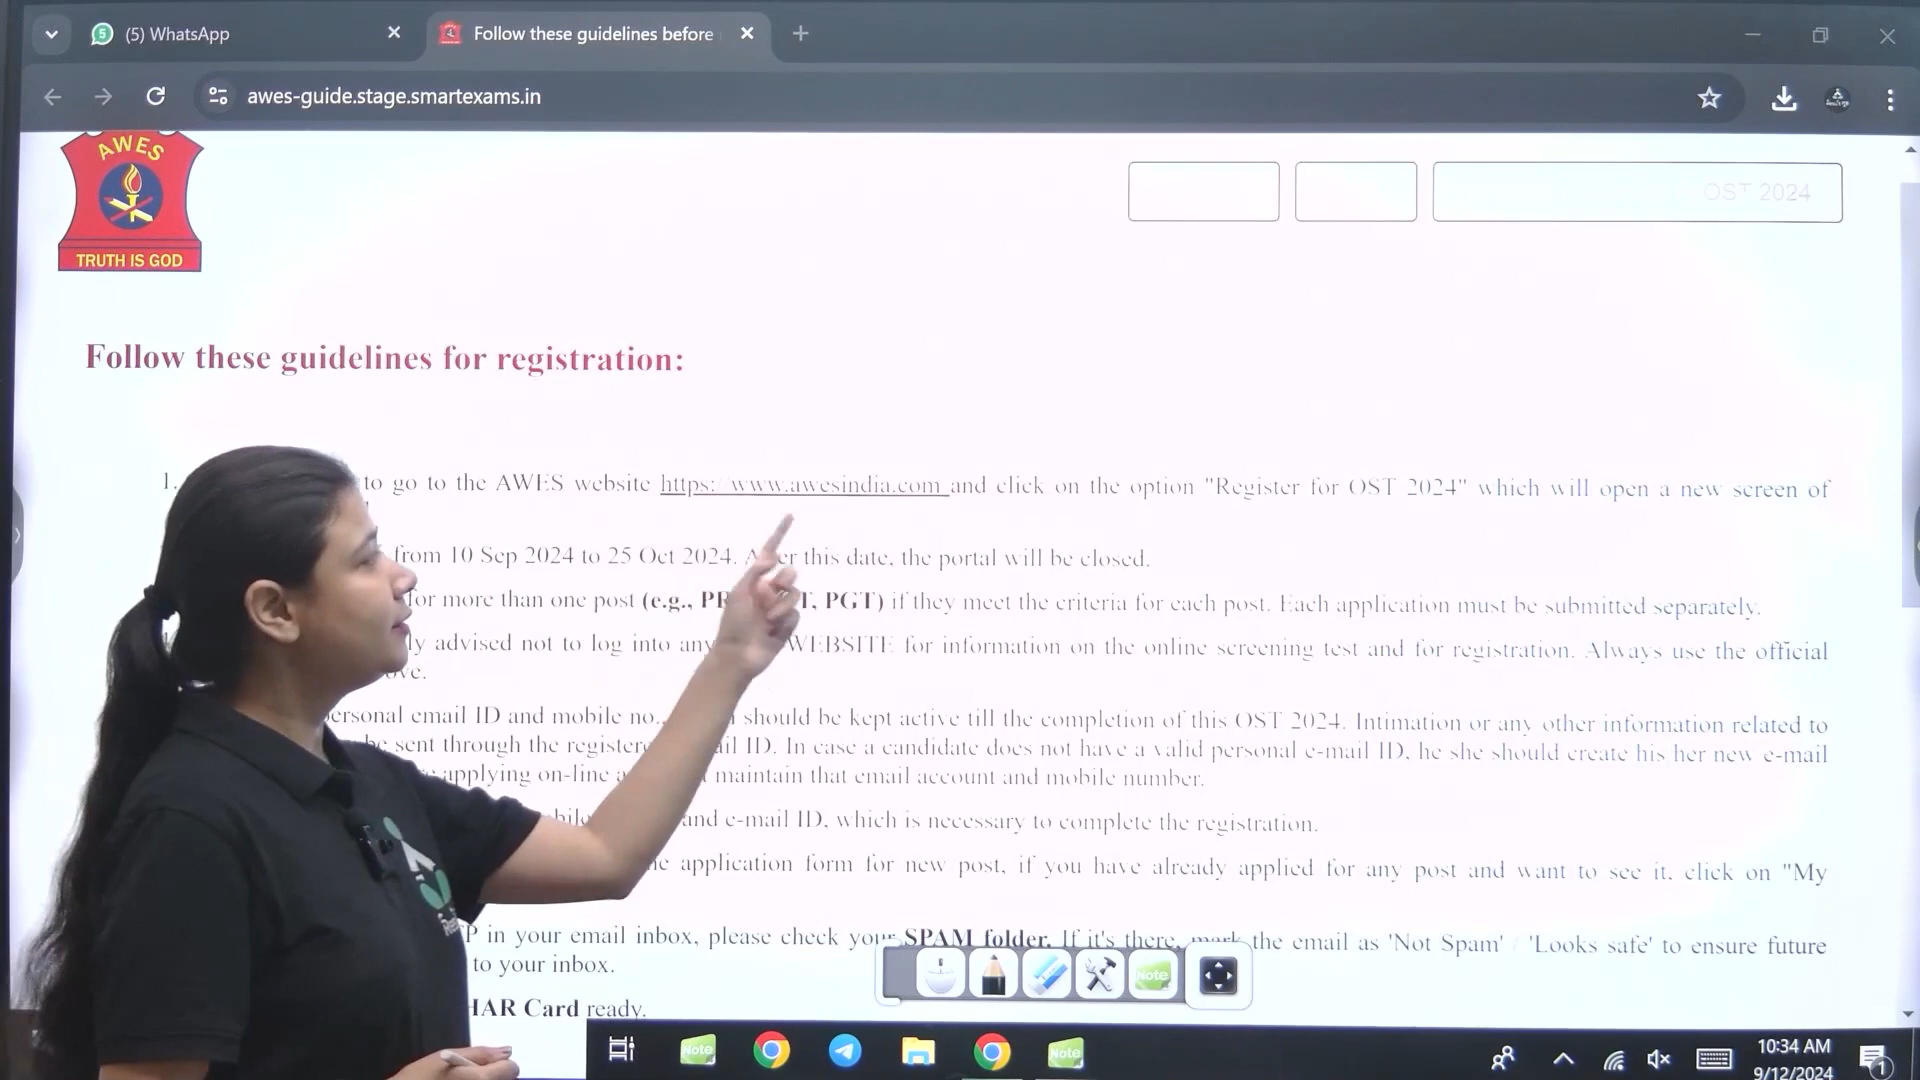 (5) WhatsApp
Follow these guidelines before
awes-guide.stage.smartexams.in
AWES
TRUTH IS GOD
OST 2024
Follow these guidelines for registration:
1. to go to the AWES website https: www.awesindia.com and click on the option "Register for OST 2024" which will open a new screen of
from 10 Sep 2024 to 25 Oct 2024. this date, the portal will be closed.
for more than one post (e.g., PGT) if they meet the criteria for each post. Each application must be submitted separately.
advised not to log into any WEBSITE for information on the online screening test and for registration. Always use the official
personal email ID and mobile no. should be kept active till the completion of this OST 2024. Intimation or any other information related to
be sent through the ID. In case a candidate does not have a valid personal e-mail ID, he she should create his her new e-mail
applying on-line maintain that email account and mobile number.
and e-mail ID, which is necessary to complete the registration.
application form for new post, if you have already applied for any post and want to see it, click on "My
in your email inbox, please check your SPAM folder. If it's there, mark the email as 'Not Spam' / 'Looks safe' to ensure future
to your inbox.
Card ready.
Note
Note
Note
10:34 AM
9/12/2024
1